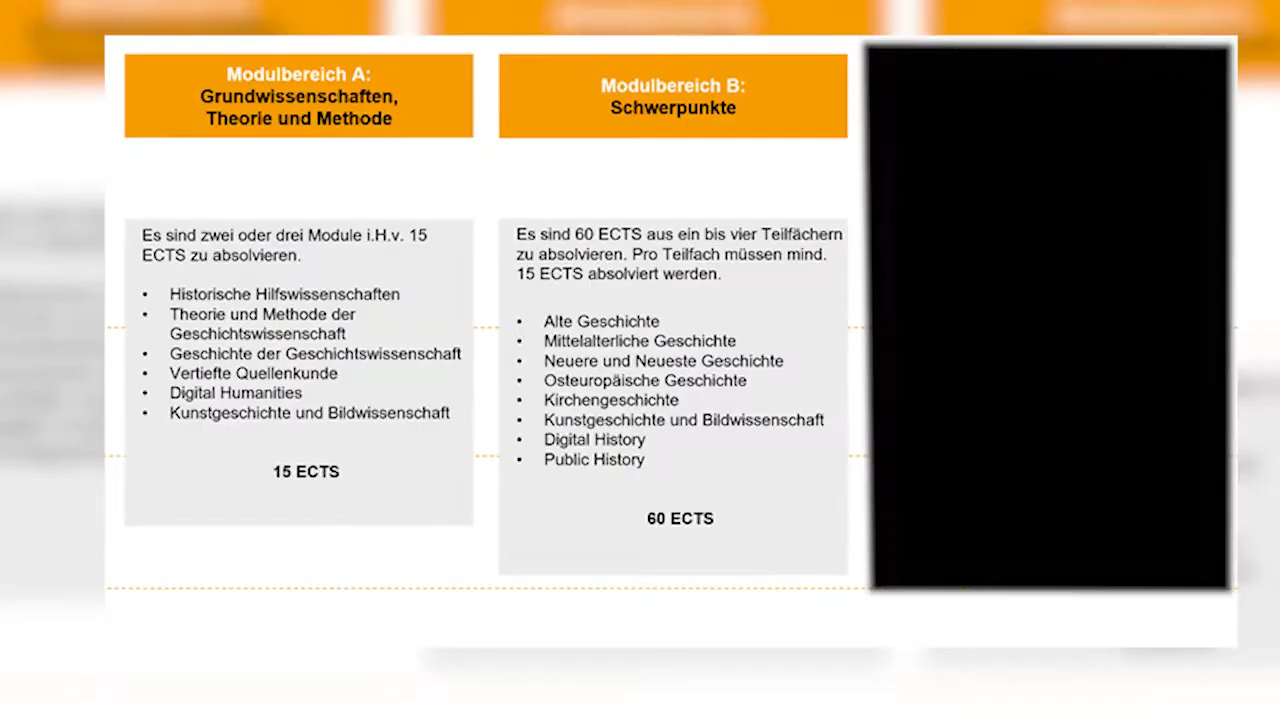 Modulbereich A:
Grundwissenschaften,
Theorie und Methode
Es sind zwei oder drei Module i.H.v. 15
ECTS zu absolvieren.
• Historische Hilfswissenschaften
• Theorie und Methode der
Geschichtswissenschaft
• Geschichte der Geschichtswissenschaft
• Vertiefte Quellenkunde
• Digital Humanities
• Kunstgeschichte und Bildwissenschaft
15 ECTS
Modulbereich B:
Schwerpunkte
Es sind 60 ECTS aus ein bis vier Teilfächern
zu absolvieren. Pro Teilfach müssen mind.
15 ECTS absolviert werden.
• Alte Geschichte
• Mittelalterliche Geschichte
• Neuere und Neueste Geschichte
• Osteuropäische Geschichte
• Kirchengeschichte
• Kunstgeschichte und Bildwissenschaft
• Digital History
• Public History
60 ECTS